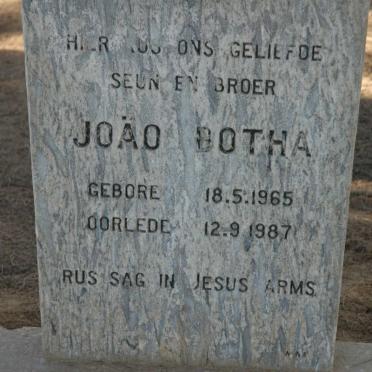 HIER RUS ONS GELIEFDE
SEUN EN BROER
JOÃO BOTHA
GEBORE 18.5.1965
OORLEDE 12.9.1987
RUS SAG IN JESUS ARMS